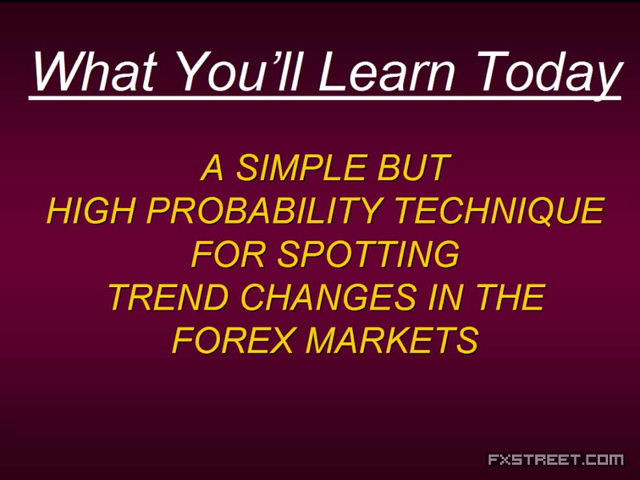 What You'll Learn Today
A SIMPLE BUT
HIGH PROBABILITY TECHNIQUE
FOR SPOTTING
TREND CHANGES IN THE
FOREX MARKETS
FXSTREET.COM